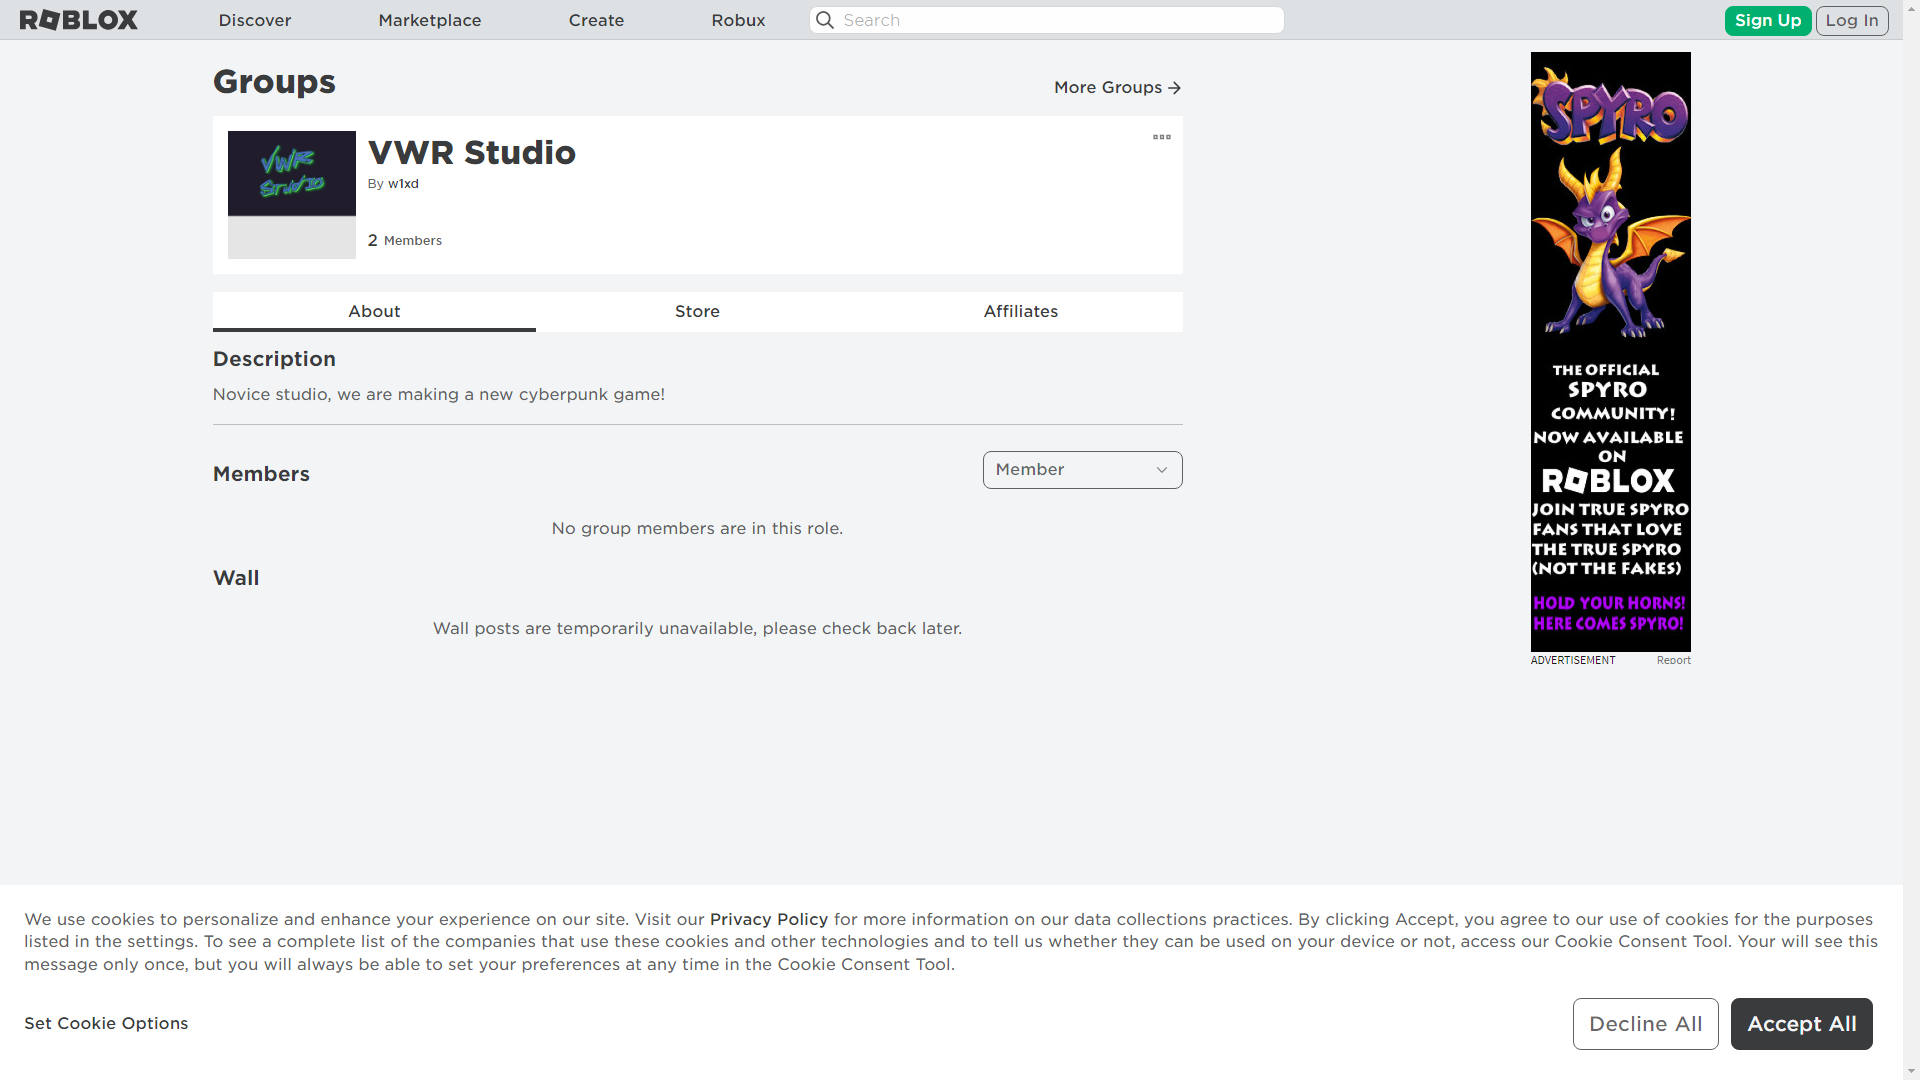 ROBLOX
Discover
Marketplace
Create
Robux
Search
Sign Up
Log In
Groups
More Groups
VWR
Studio
VWR Studio
By w1xd
2 Members
About
Store
Affiliates
Description
Novice studio, we are making a new cyberpunk game!
Members
Member
No group members are in this role.
Wall
Wall posts are temporarily unavailable, please check back later.
SPYRO
THE OFFICIAL
SPYRO
COMMUNITY!
NOW AVAILABLE
ON
ROBLOX
JOIN TRUE SPYRO
FANS THAT LOVE
THE TRUE SPYRO
(NOT THE FAKES)
HOLD YOUR HORNS!
HERE COMES SPYRO!
ADVERTISEMENT
Report
We use cookies to personalize and enhance your experience on our site. Visit our Privacy Policy for more information on our data collections practices. By clicking Accept, you agree to our use of cookies for the purposes
listed in the settings. To see a complete list of the companies that use these cookies and other technologies and to tell us whether they can be used on your device or not, access our Cookie Consent Tool. Your will see this
message only once, but you will always be able to set your preferences at any time in the Cookie Consent Tool.
Set Cookie Options
Decline All
Accept All